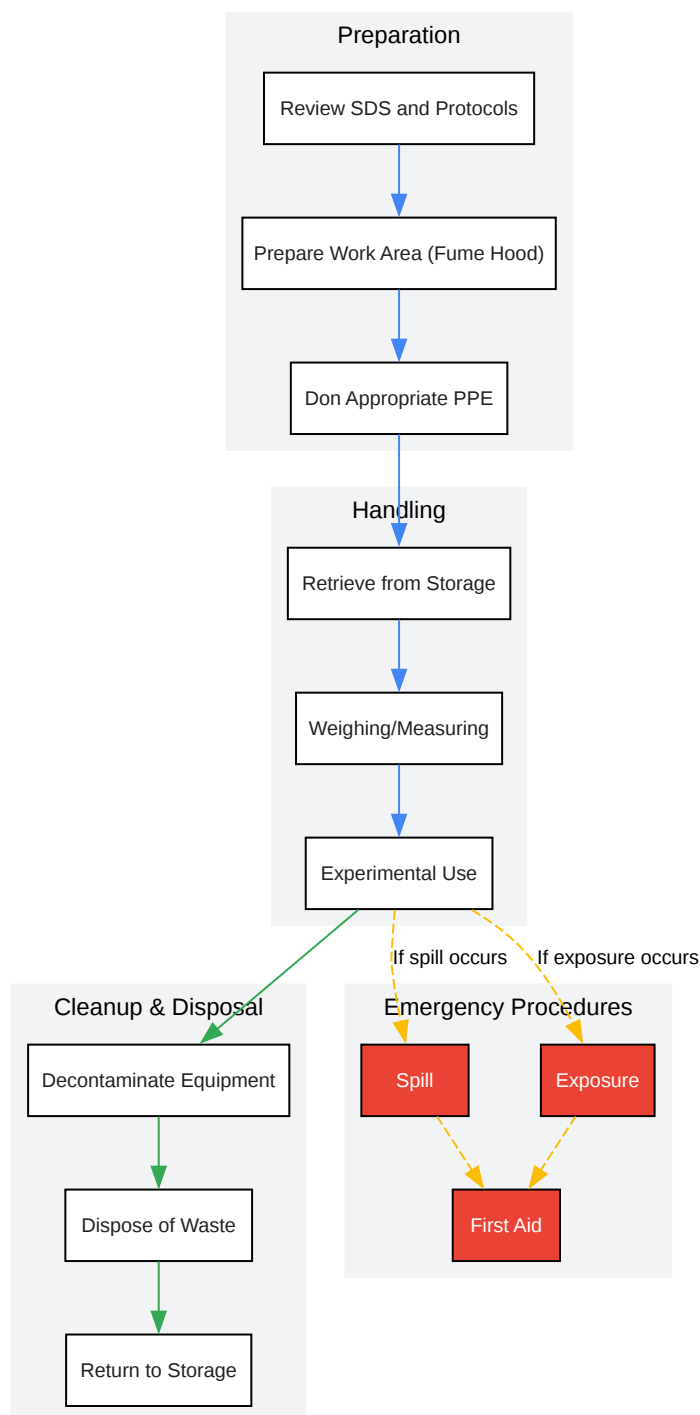 Preparation
Review SDS and Protocols
Prepare Work Area (Fume Hood)
Don Appropriate PPE
Handling
Retrieve from Storage
Weighing/Measuring
Experimental Use
If spill occurs
If exposure occurs
Cleanup & Disposal
Emergency Procedures
Decontaminate Equipment
Spill
Exposure
Dispose of Waste
First Aid
Return to Storage